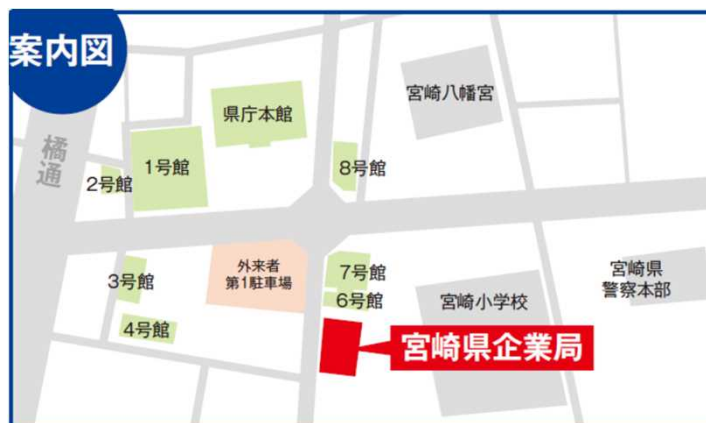 案内図
宮崎八幡宮
県庁本館
橘通
1号館
2号館
8号館
外来者
第1駐車場
7号館
宮崎県
警察本部
3号館
6号館
宮崎小学校
4号館
宮崎県企業局